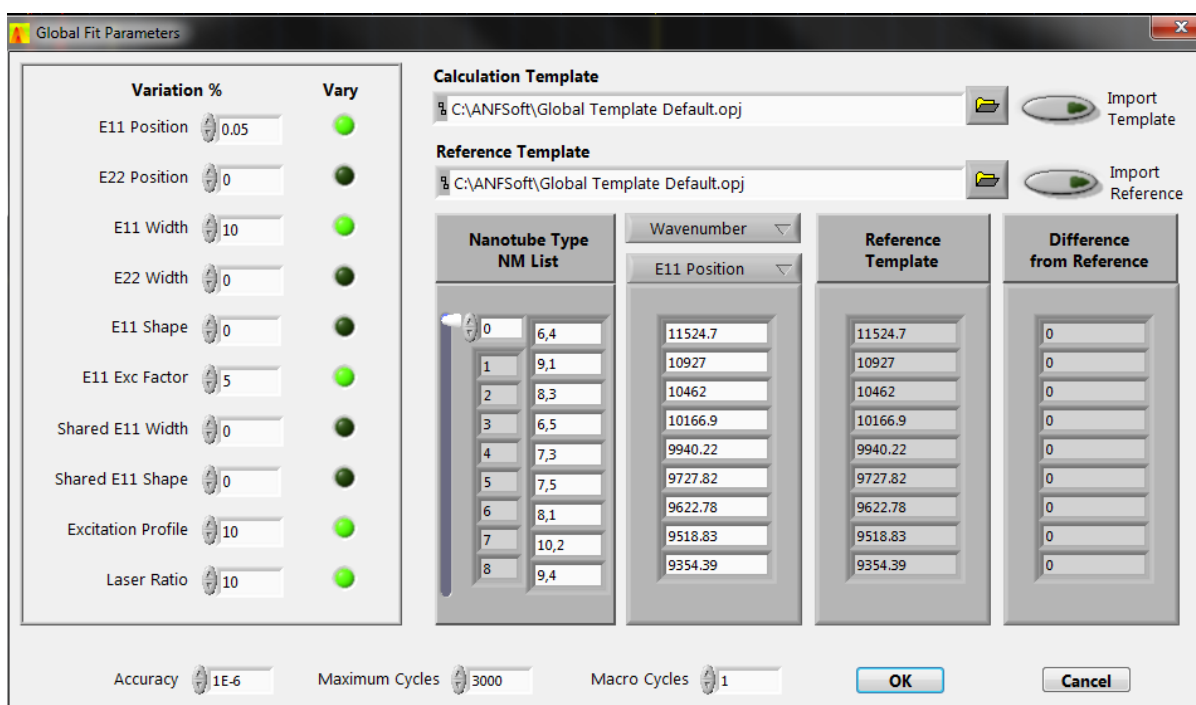 Global Fit Parameters
Variation % Vary
E11 Position 0.05
E22 Position 0
E11 Width 10
E22 Width 0
E11 Shape 0
E11 Exc Factor 5
Shared E11 Width 0
Shared E11 Shape 0
Excitation Profile 10
Laser Ratio 10
Calculation Template
C:\ANFSoft\Global Template Default.opj
Import
Template
Reference Template
C:\ANFSoft\Global Template Default.opj
Import
Reference
Nanotube Type
NM List
Wavenumber
E11 Position
Reference
Template
Difference
from Reference
0 6,4 11524.7 11524.7 0
1 9,1 10927 10927 0
2 8,3 10462 10462 0
3 6,5 10166.9 10166.9 0
4 7,3 9940.22 9940.22 0
5 7,5 9727.82 9727.82 0
6 8,1 9622.78 9622.78 0
7 10,2 9518.83 9518.83 0
8 9,4 9354.39 9354.39 0
Accuracy 1E-6 Maximum Cycles 3000 Macro Cycles 1 OK Cancel